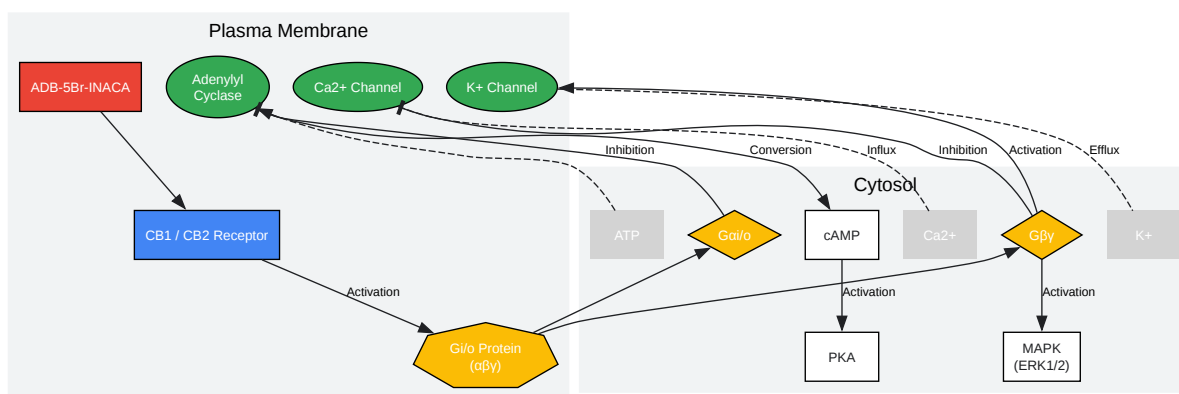 Plasma Membrane
ADB-5Br-INACA
Adenylyl
Cyclase
Ca2+ Channel
K+ Channel
Inhibition
Conversion
Influx
Inhibition
Activation
Efflux
Cytosol
CB1 / CB2 Receptor
ATP
Gαi/o
cAMP
Ca2+
Gβγ
K+
Activation
Activation
Activation
Gi/o Protein
(αβγ)
PKA
MAPK
(ERK1/2)